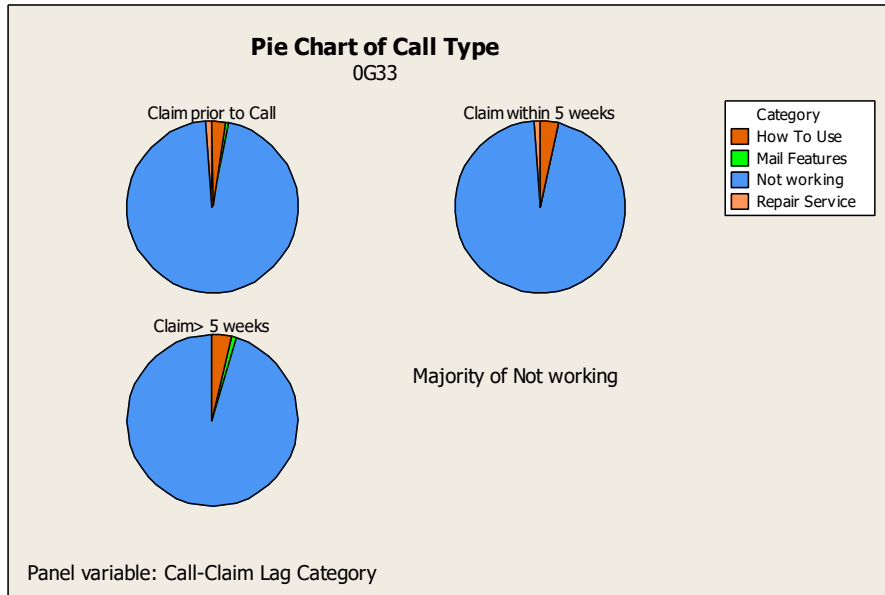 Pie Chart of Call Type
0G33
Claim prior to Call
Claim within 5 weeks
Category
How To Use
Mail Features
Not working
Repair Service
Claim> 5 weeks
Majority of Not working
Panel variable: Call-Claim Lag Category